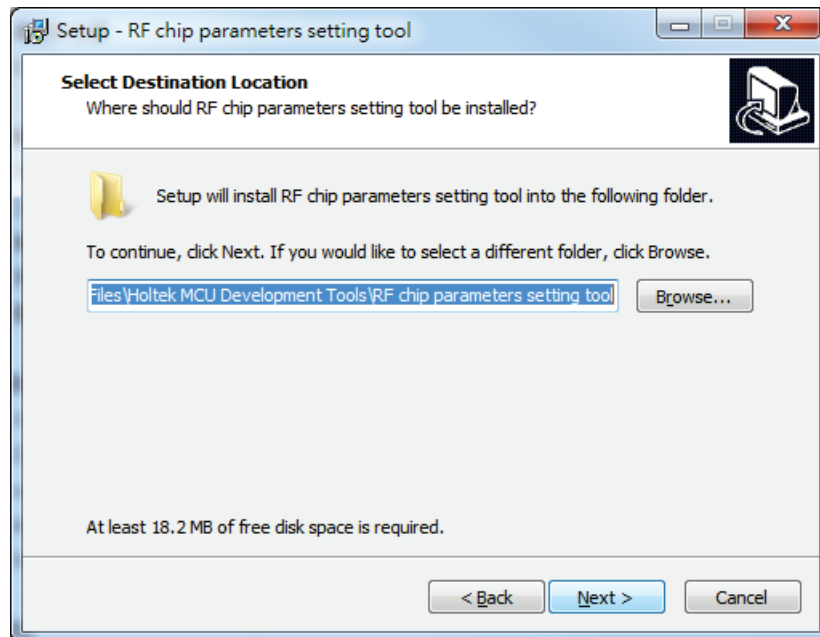 Setup - RF chip parameters setting tool
Select Destination Location
Where should RF chip parameters setting tool be installed?
Setup will install RF chip parameters setting tool into the following folder.
To continue, click Next. If you would like to select a different folder, click Browse.
Files\Holtek MCU Development Tools\RF chip parameters setting tool
Browse...
At least 18.2 MB of free disk space is required.
< Back
Next >
Cancel